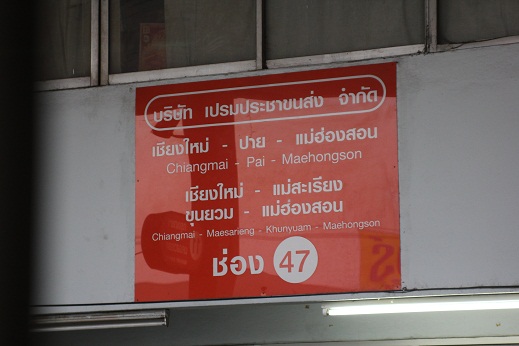 บริษัท เปรมประชาขนส่ง จำกัด
เชียงใหม่ - ปาย - แม่ฮ่องสอน
Chiangmai - Pai - Maehongson
เชียงใหม่ - แม่สะเรียง
ขุนยวม - แม่ฮ่องสอน
Chiangmai - Maesarieng - Khunyuam - Maehongson
ช่อง 47